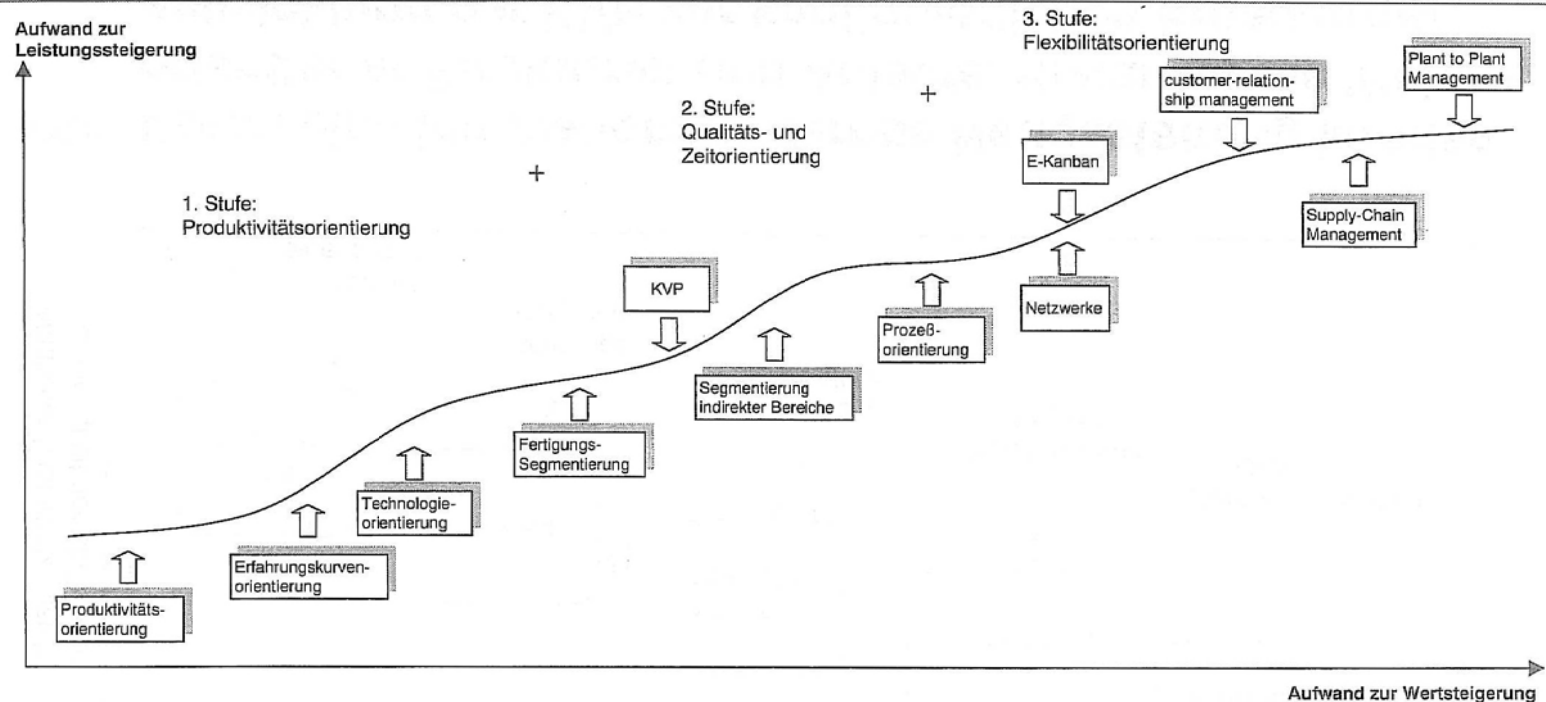 Aufwand zur
Leistungssteigerung
3. Stufe:
Flexibilitätsorientierung
customer-relation-
ship management
Plant to Plant
Management
+
2. Stufe:
Qualitäts- und
Zeitorientierung
+
E-Kanban
1. Stufe:
Produktivitätsorientierung
Supply-Chain
Management
KVP
Netzwerke
Prozeß-
orientierung
Segmentierung
indirekter Bereiche
Fertigungs-
Segmentierung
Technologie-
orientierung
Erfahrungskurven-
orientierung
Produktivitäts-
orientierung
Aufwand zur Wertsteigerung